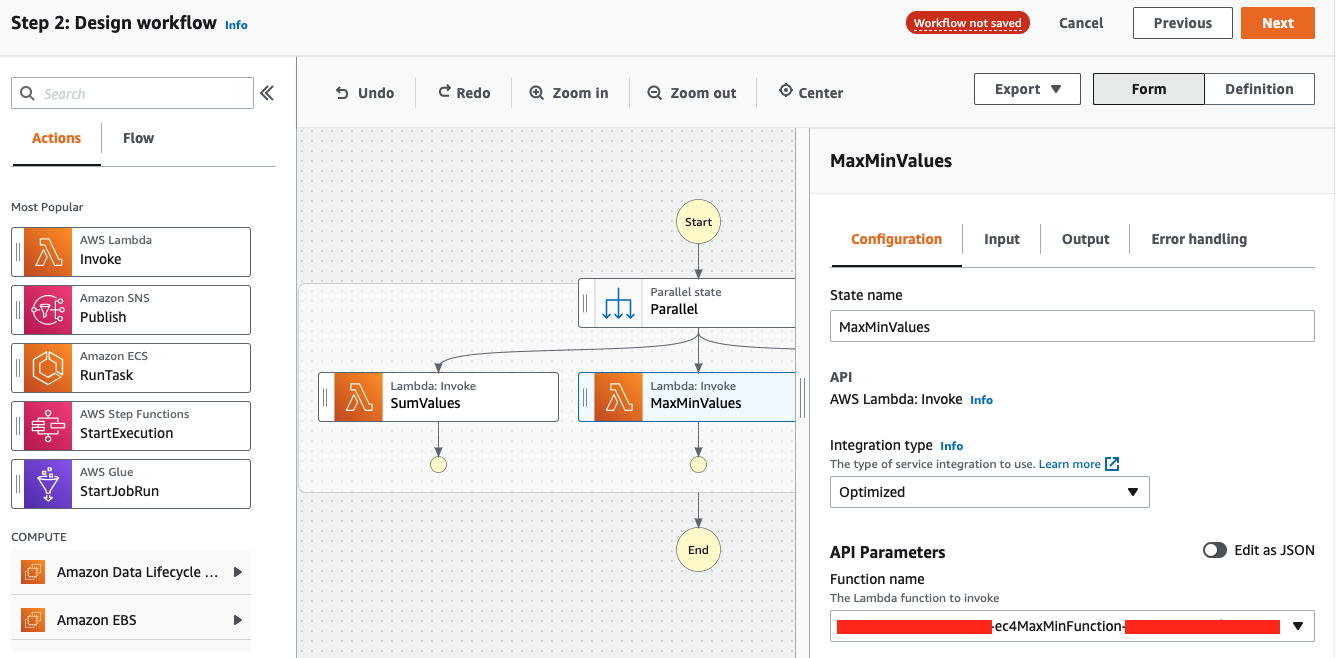 Step 2: Design workflow Info
Workflow not saved
Cancel
Previous
Next
Search
Actions
Flow
Most Popular
AWS Lambda
Invoke
Amazon SNS
Publish
Amazon ECS
RunTask
AWS Step Functions
StartExecution
AWS Glue
StartJobRun
COMPUTE
Amazon Data Lifecycle ...
Amazon EBS
Undo
Redo
Zoom in
Zoom out
Center
Export
Form
Definition
Start
Parallel state
Parallel
Lambda: Invoke
SumValues
Lambda: Invoke
MaxMinValues
End
MaxMinValues
Configuration
Input
Output
Error handling
State name
MaxMinValues
API
AWS Lambda: Invoke Info
Integration type Info
The type of service integration to use. Learn more
Optimized
API Parameters
Edit as JSON
Function name
The Lambda function to invoke
-ec4MaxMinFunction-